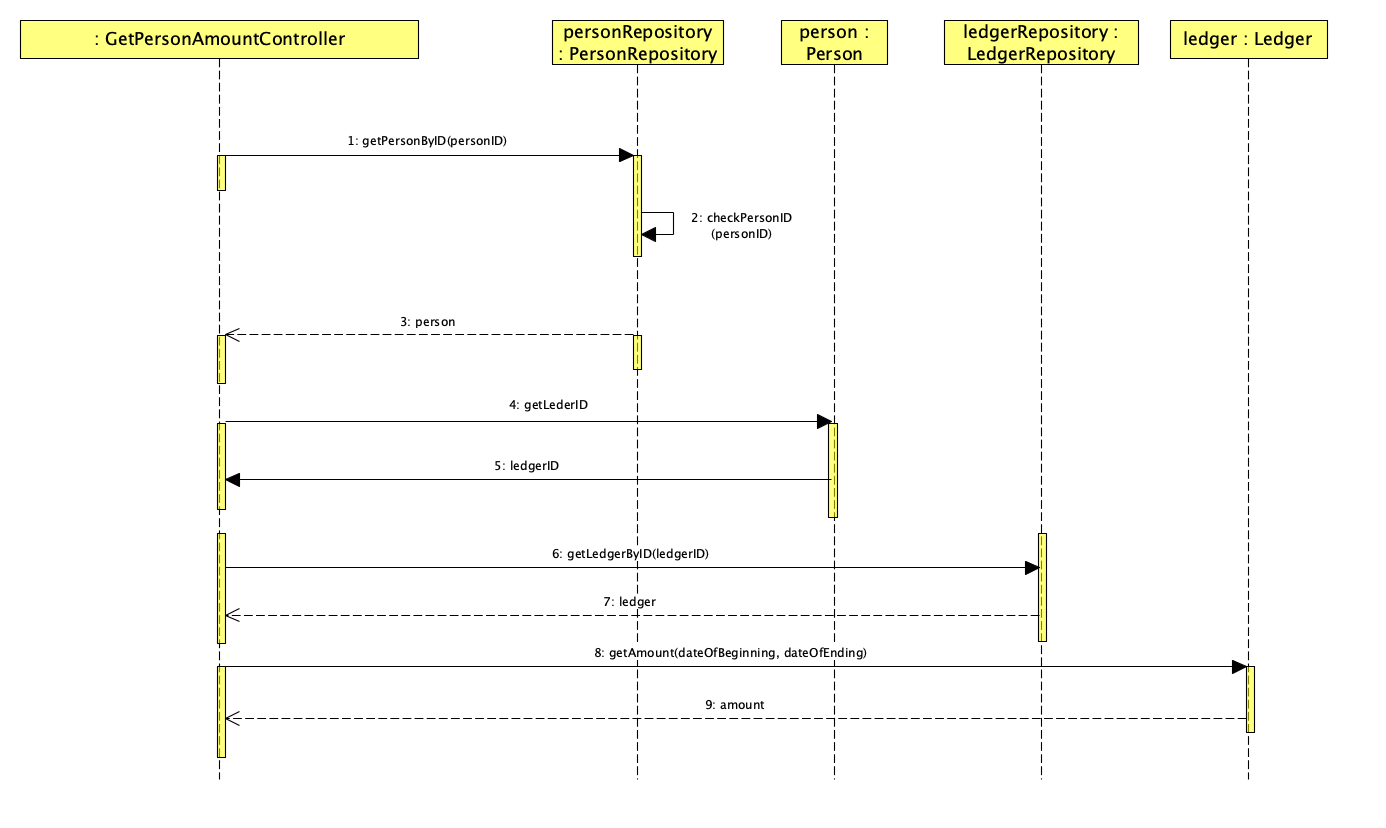 : GetPersonAmountController
personRepository
: PersonRepository
person :
Person
ledgerRepository :
LedgerRepository
ledger : Ledger
1: getPersonByID(personID)
2: checkPersonID
(personID)
3: person
4: getLederID
5: ledgerID
6: getLedgerByID(ledgerID)
7: ledger
8: getAmount(dateOfBeginning, dateOfEnding)
9: amount